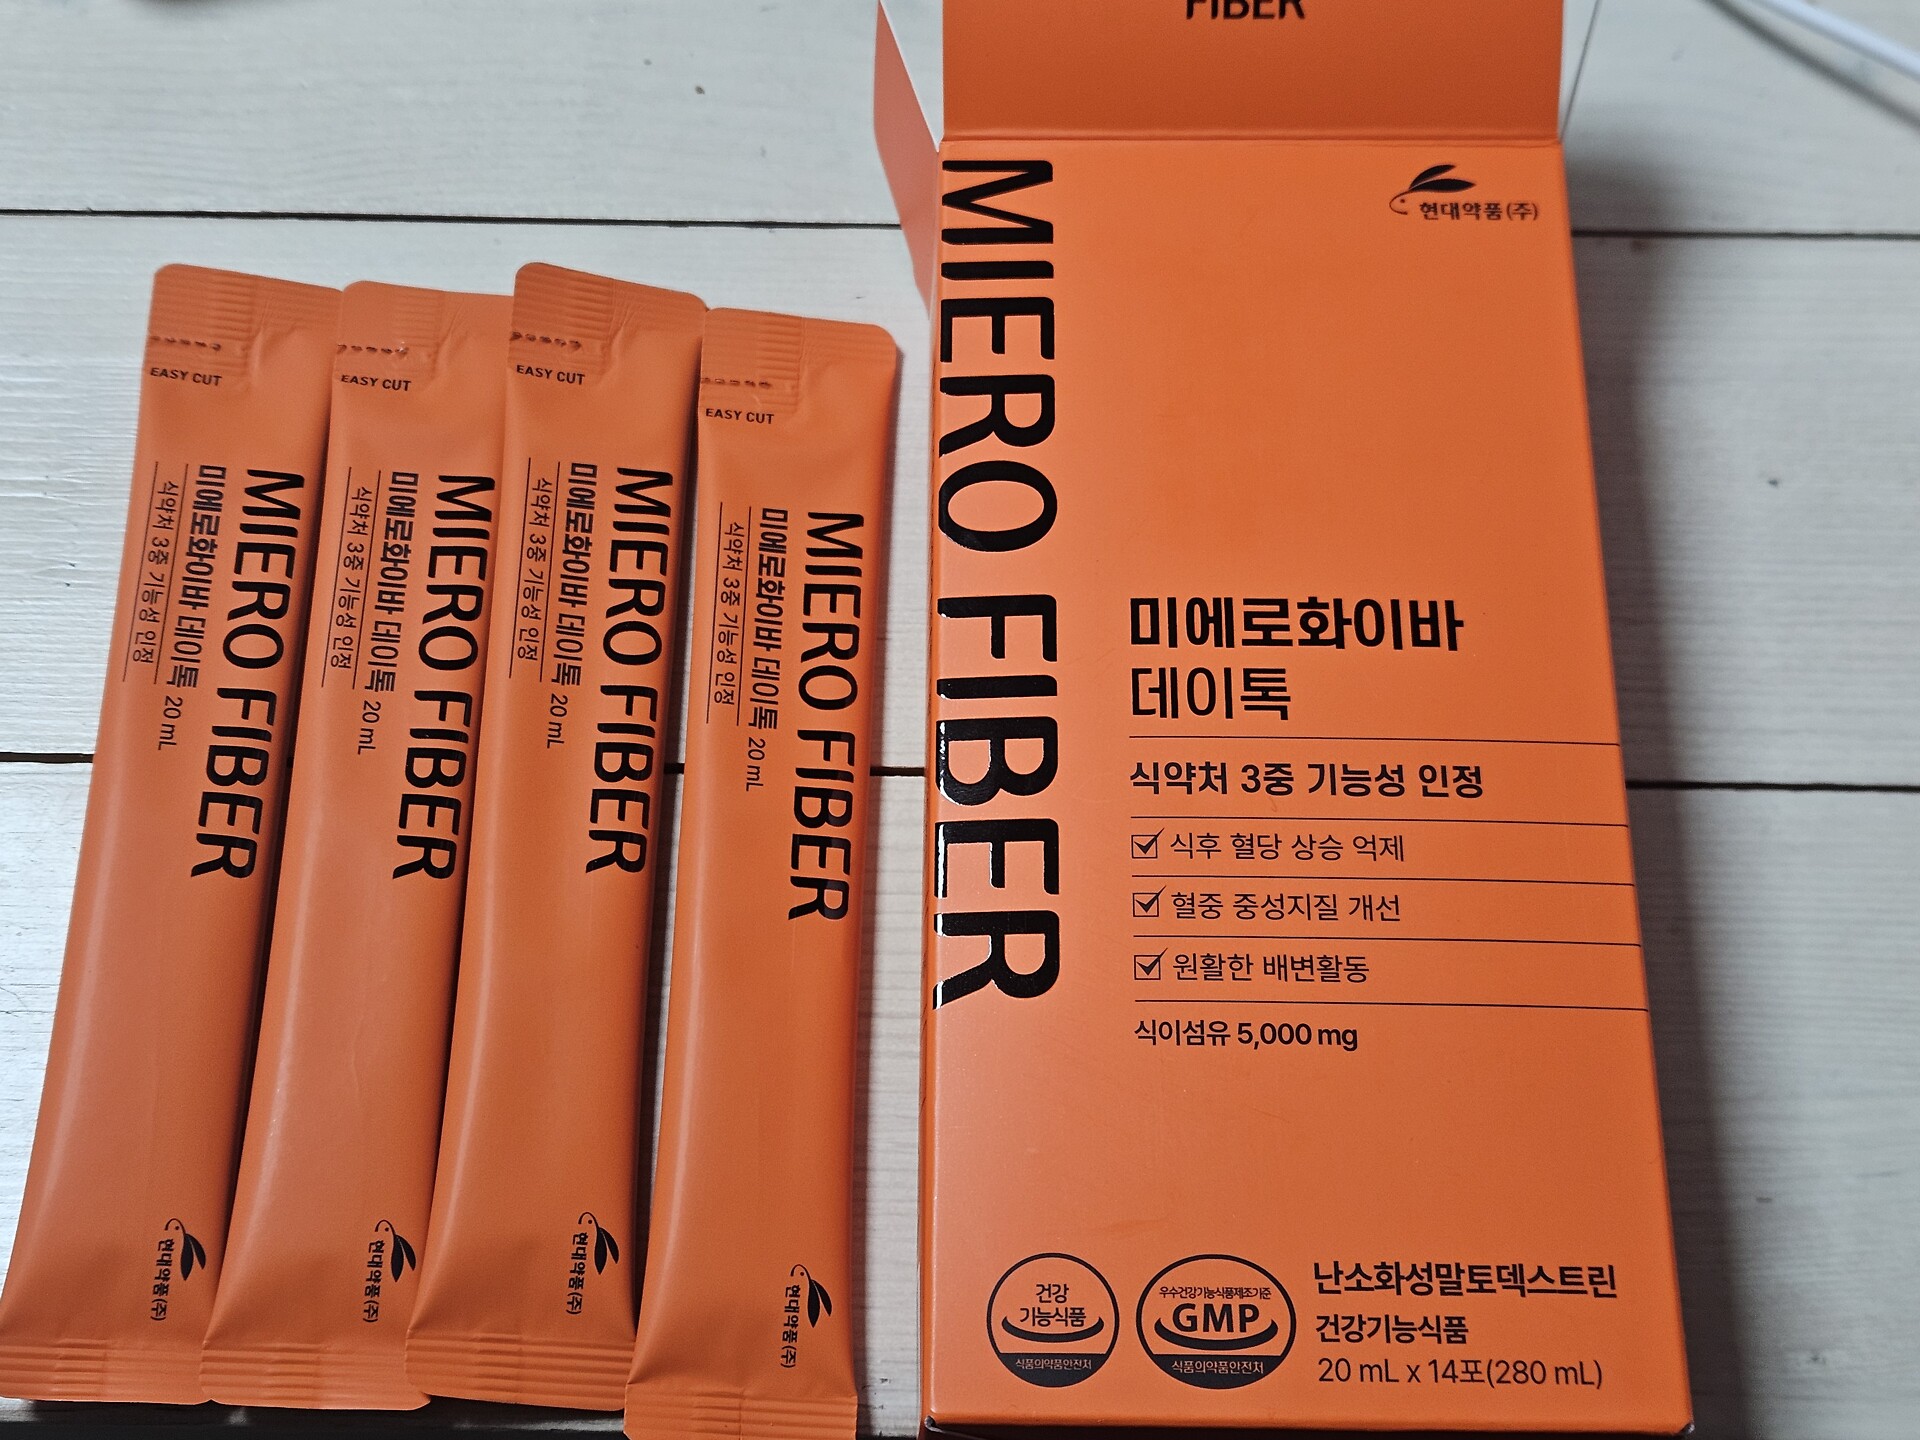 FIBER
MIERO FIBER
현대약품(주)
미에로화이바
데이톡
식약처 3중 기능성 인정
식후 혈당 상승 억제
혈중 중성지질 개선
원활한 배변활동
식이섬유 5,000 mg
건강
기능식품
식품의약품안전처
우수건강기능식품제조기준
GMP
식품의약품안전처
난소화성말토덱스트린
건강기능식품
20 mL x 14포(280 mL)
EASY CUT
MIERO FIBER
미에로화이바 데이톡 20 mL
식약처 3중 기능성 인정
현대약품(주)
EASY CUT
MIERO FIBER
미에로화이바 데이톡 20 mL
식약처 3중 기능성 인정
현대약품(주)
EASY CUT
MIERO FIBER
미에로화이바 데이톡 20 mL
식약처 3중 기능성 인정
현대약품(주)
EASY CUT
MIERO FIBER
미에로화이바 데이톡 20 mL
식약처 3중 기능성 인정
현대약품(주)